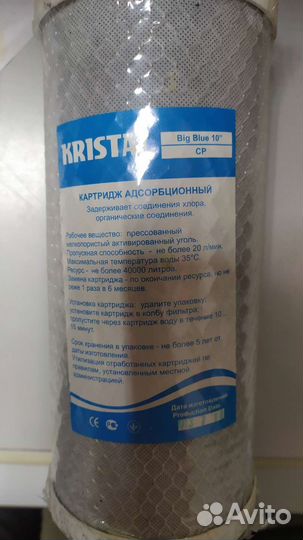 KRISTAL
Big Blue 10"
CP
КАРТРИДЖ АДСОРБЦИОННЫЙ
Задерживает соединения хлора,
органические соединения.
Рабочее вещество: прессованный
мелкопористый активированный уголь.
Пропускная способность - не более 20 л/мин.
Максимальная температура воды 35°С.
Ресурс - не более 40000 литров.
Замена картриджа - по окончании ресурса, но не
реже 1 раза в 6 месяцев.
Установка картриджа: удалите упаковку;
установите картридж в колбу фильтра;
пропустите через картридж воду в течение 10
минут.
Срок хранения в упаковке - не более 5 лет от
даты изготовления.
Утилизация отработанных картриджей по
правилам, установленным местной
администрацией.
Дата изготовления
Production Date
Avito